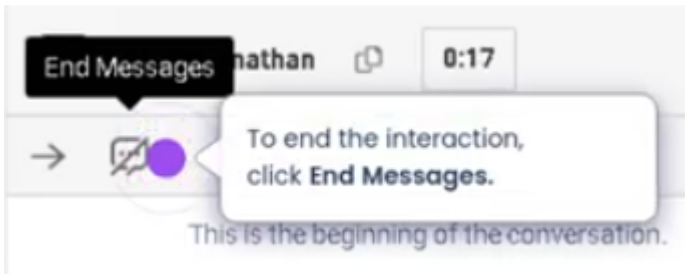 End Messages
nathan
0:17
To end the interaction,
click End Messages.
This is the beginning of the conversation.